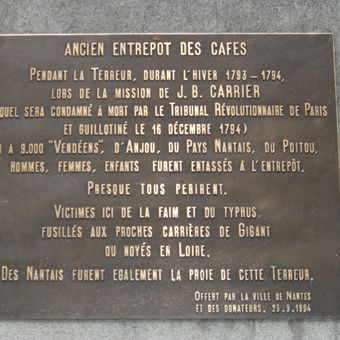 ANCIEN ENTREPOT DES CAFES
PENDANT LA TERREUR, DURANT L'HIVER 1793-1794,
LORS DE LA MISSION DE J.B. CARRIER
QUEL SERA CONDAMNÉ À MORT PAR LE TRIBUNAL RÉVOLUTIONNAIRE DE PARIS
ET GUILLOTINÉ LE 16 DÉCEMBRE 1794)
À 9.000 "VENDÉENS", D'ANJOU, DU PAYS NANTAIS, DU POITOU,
HOMMES, FEMMES, ENFANTS FURENT ENTASSÉS À L'ENTREPÔT.
PRESQUE TOUS PERIRENT.
VICTIMES ICI DE LA FAIM ET DU TYPHUS,
FUSILLÉS AUX PROCHES CARRIÈRES DE GIGANT
OU NOYÉS EN LOIRE.
DES NANTAIS FURENT EGALEMENT LA PROIE DE CETTE TERREUR.
OFFERT PAR LA VILLE DE NANTES
ET DES DONATEURS, 23.9.1994